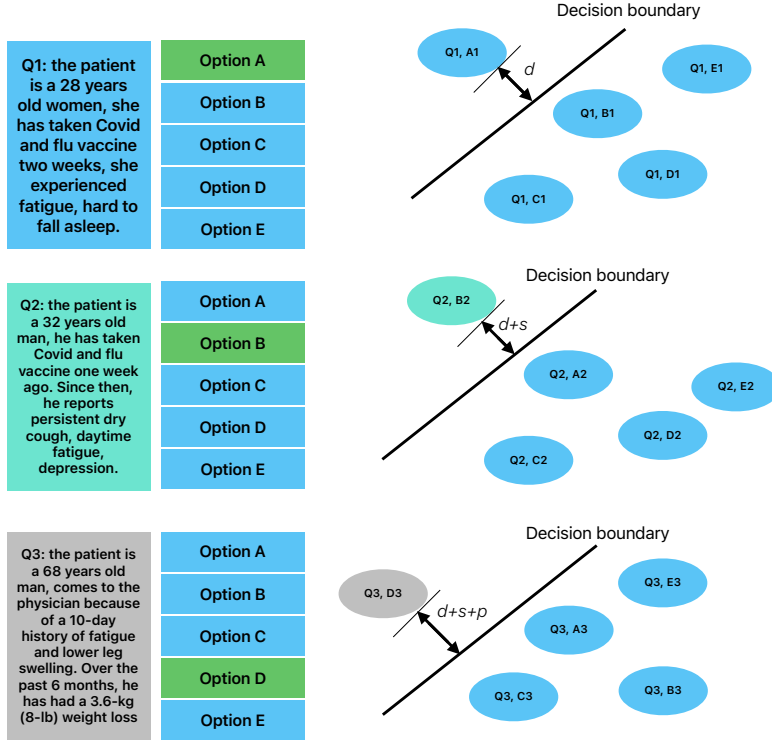 Decision boundary
Q1: the patient
is a 28 years
old women, she
has taken Covid
and flu vaccine
two weeks, she
experienced
fatigue, hard to
fall asleep.
Option A
Option B
Option C
Option D
Option E
Q1, A1
d
Q1, E1
Q1, B1
Q1, D1
Q1, C1
Decision boundary
Q2: the patient is
a 32 years old
man, he has taken
Covid and flu
vaccine one week
ago. Since then,
he reports
persistent dry
cough, daytime
fatigue,
depression.
Option A
Option B
Option C
Option D
Option E
Q2, B2
d+s
Q2, A2
Q2, E2
Q2, D2
Q2, C2
Decision boundary
Q3: the patient is
a 68 years old
man, comes to the
physician because
of a 10-day
history of fatigue
and lower leg
swelling. Over the
past 6 months, he
has had a 3.6-kg
(8-lb) weight loss
Option A
Option B
Option C
Option D
Option E
Q3, D3
d+s+p
Q3, E3
Q3, A3
Q3, C3
Q3, B3